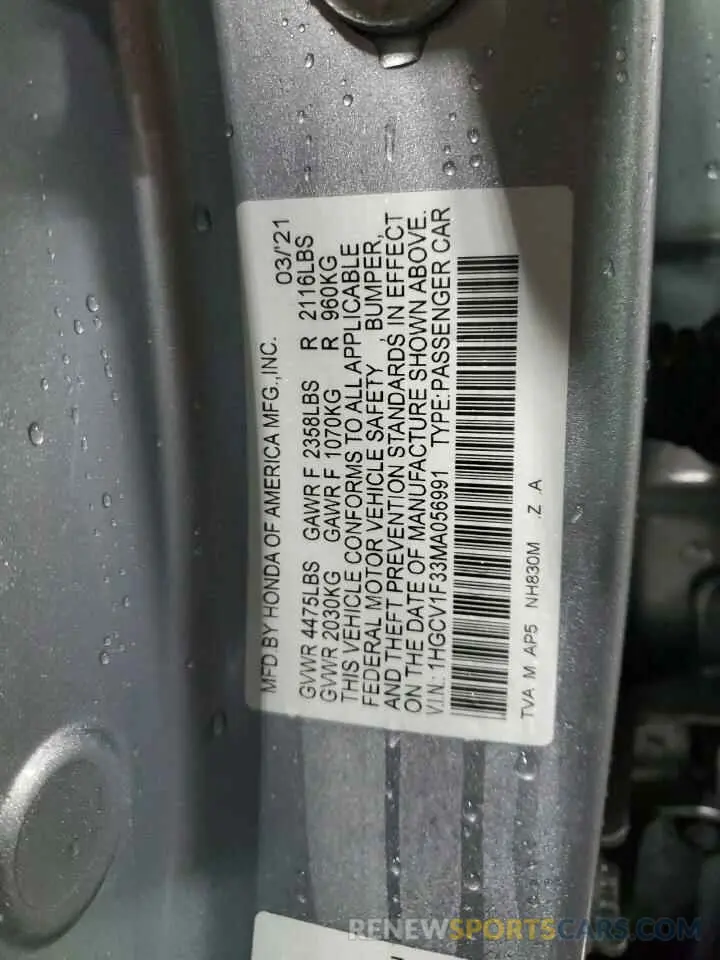 MFD.BY HONDA OF AMERICA MFG.,INC. 03/'21
GVWR 4475LBS GAWR F 2358LBS R 2116LBS
GVWR 2030KG GAWR F 1070KG R 960KG
THIS VEHICLE CONFORMS TO ALL APPLICABLE
FEDERAL MOTOR VEHICLE SAFETY , BUMPER,
AND THEFT PREVENTION STANDARDS IN EFFECT
ON THE DATE OF MANUFACTURE SHOWN ABOVE.
V.I.N.: 1HGCV1F33MA056991 TYPE:PASSENGER CAR
TVA M AP5 NH830M .Z .A
RENEWSPORTSCARS.COM